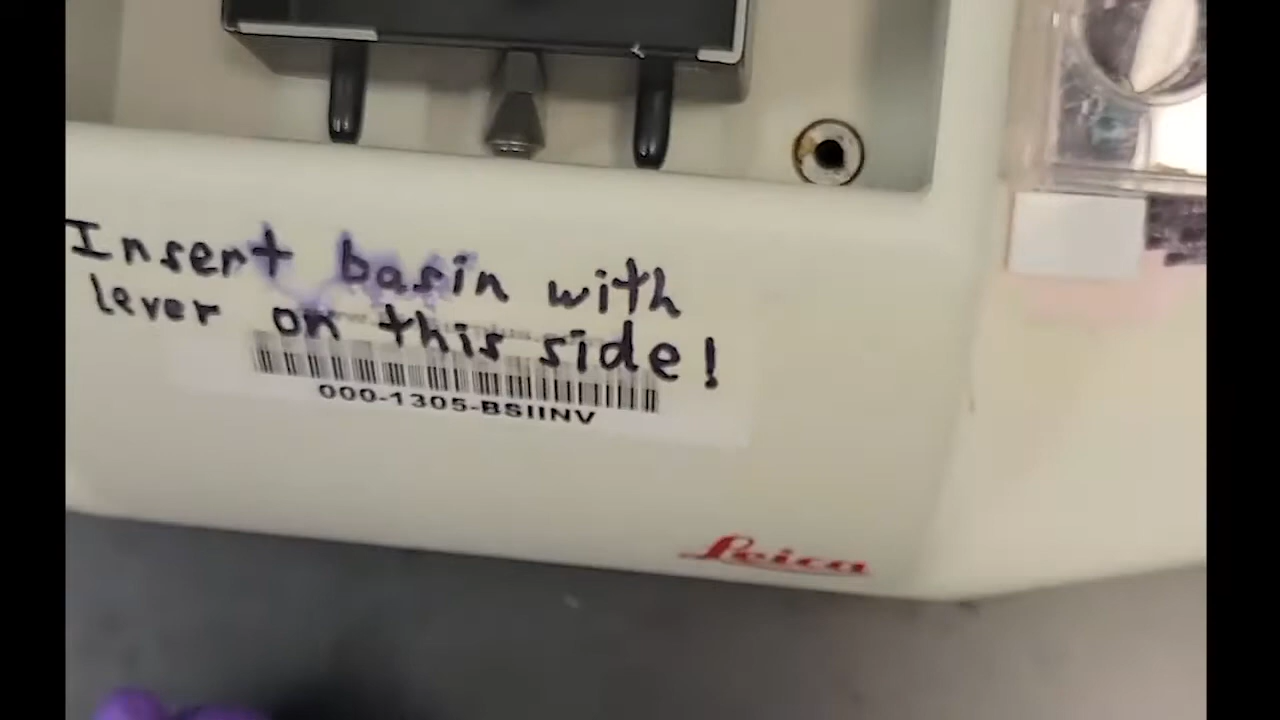 Insert basin with
lever on this side!
000-1305-BSIINV
Leica